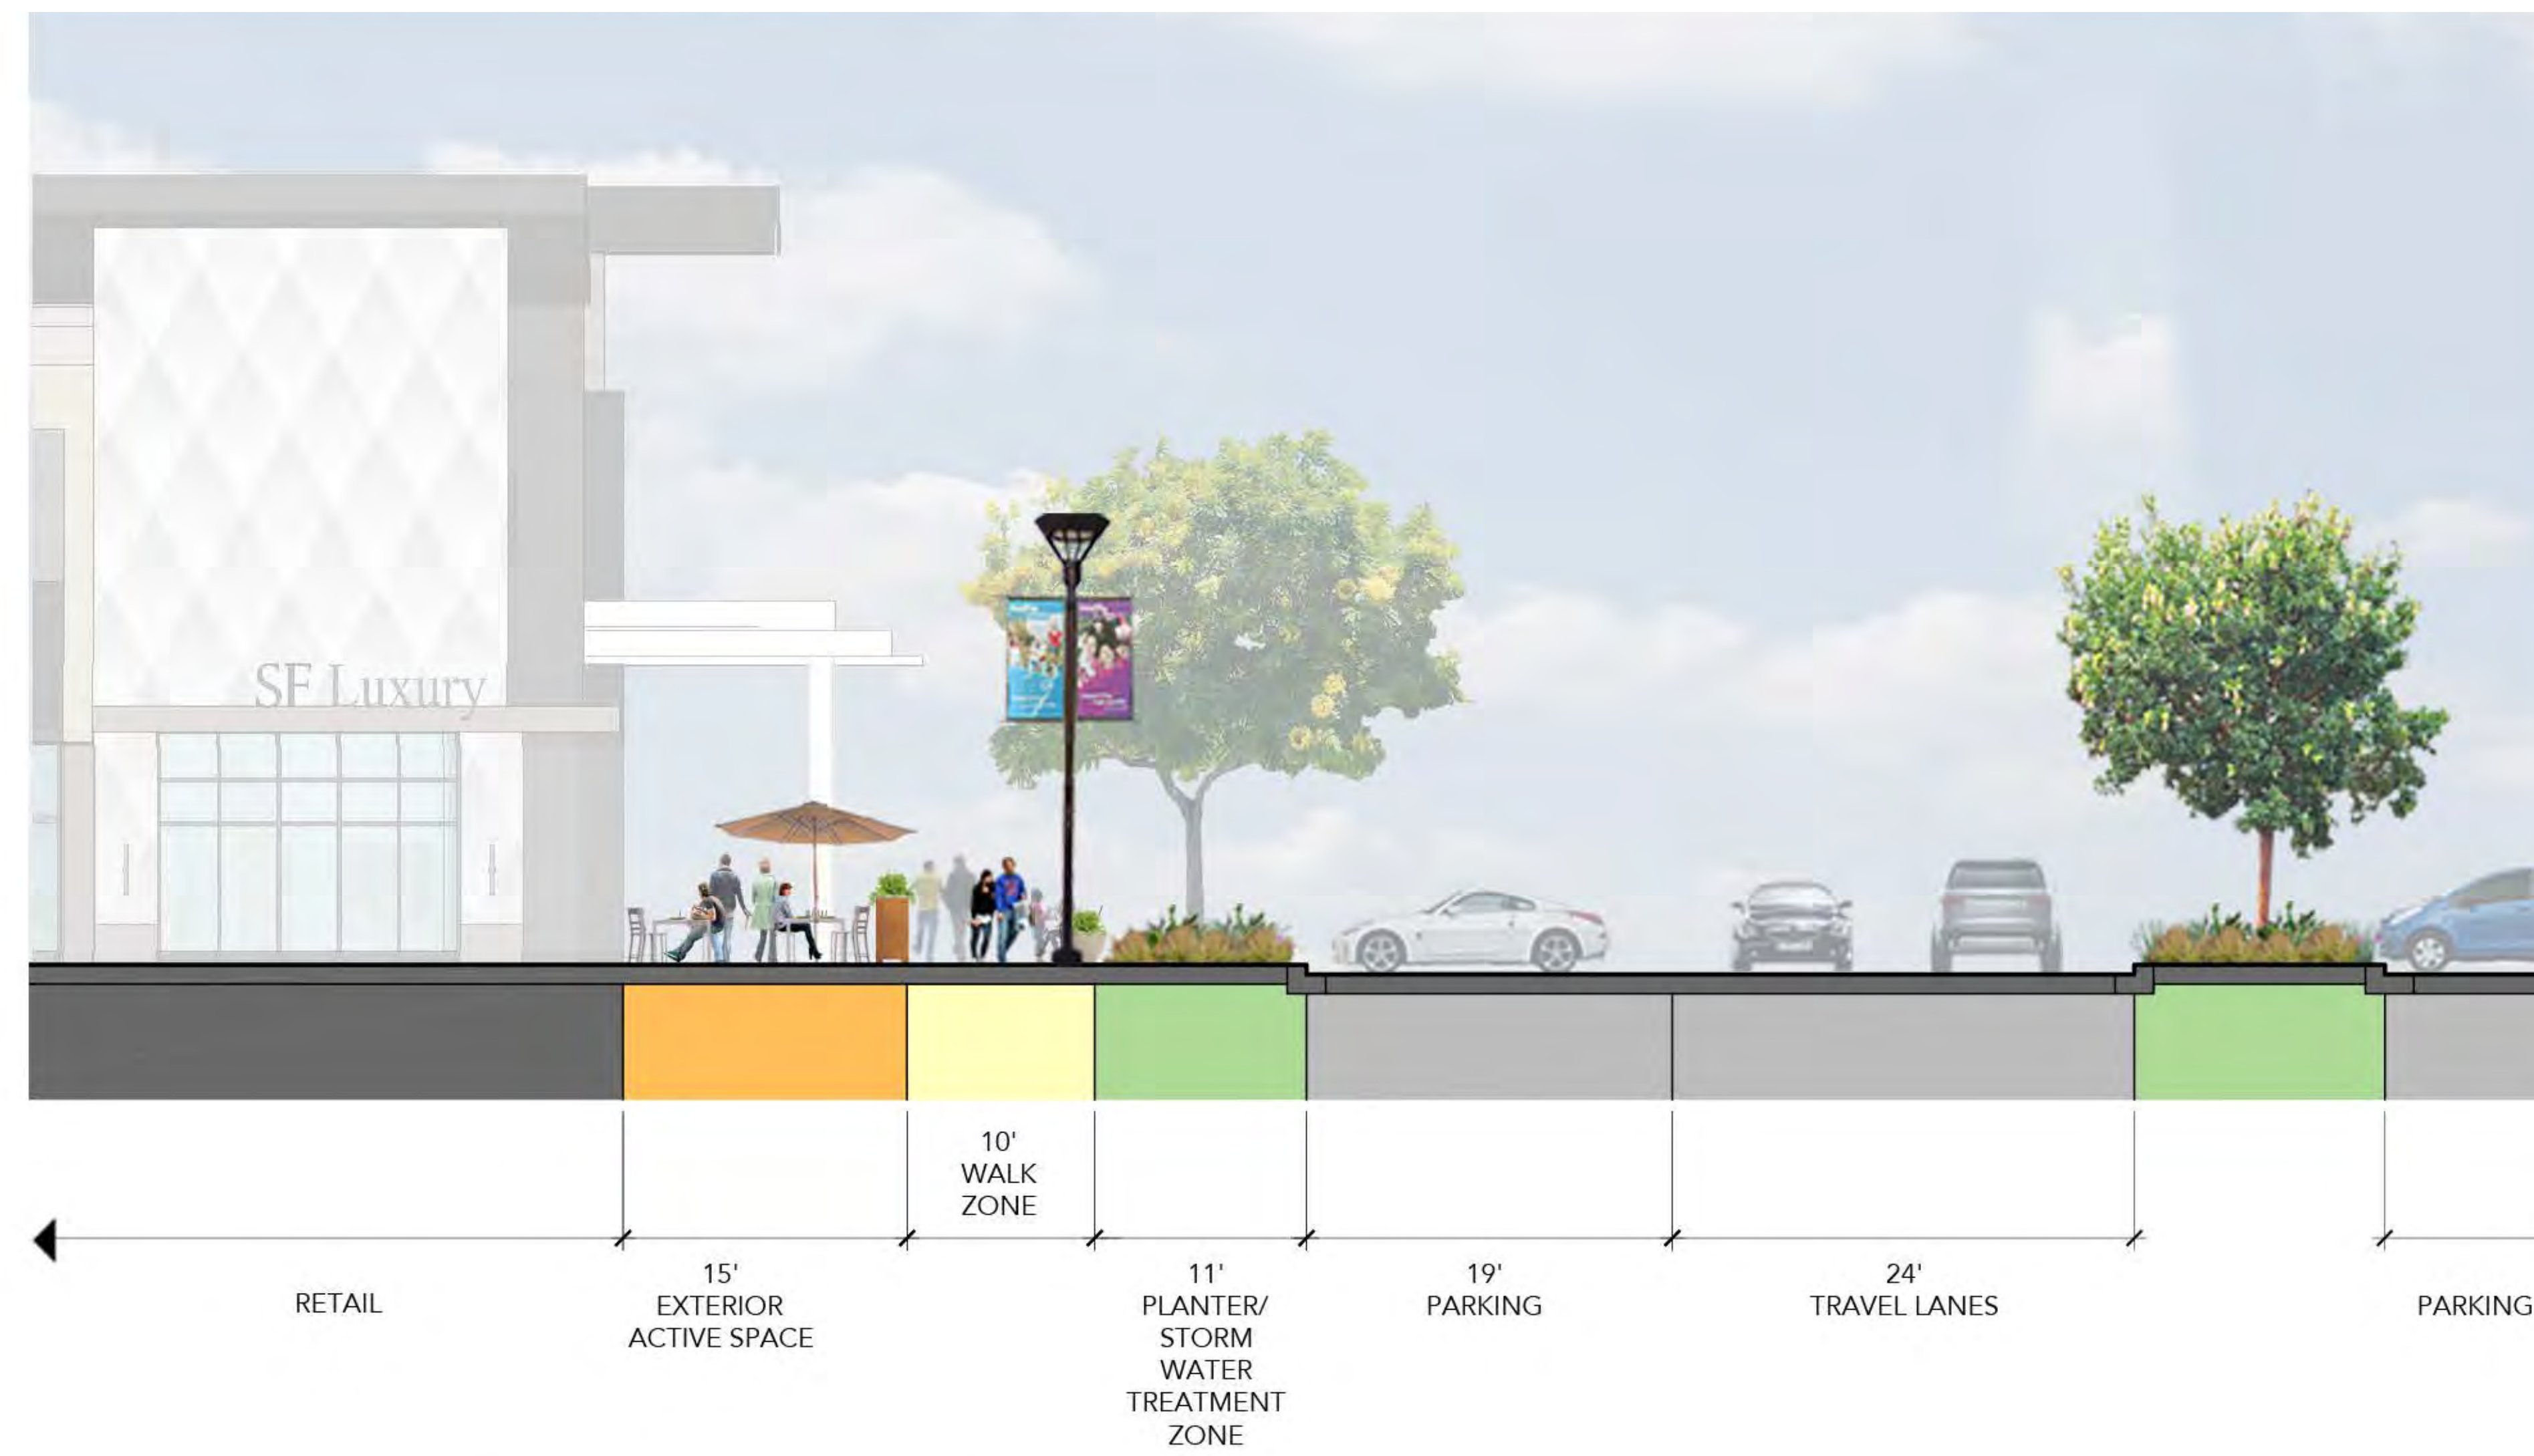 SF Luxury
10'
WALK
ZONE
RETAIL
15'
EXTERIOR
ACTIVE SPACE
11'
PLANTER/
STORM
WATER
TREATMENT
ZONE
19'
PARKING
24'
TRAVEL LANES
PARKING